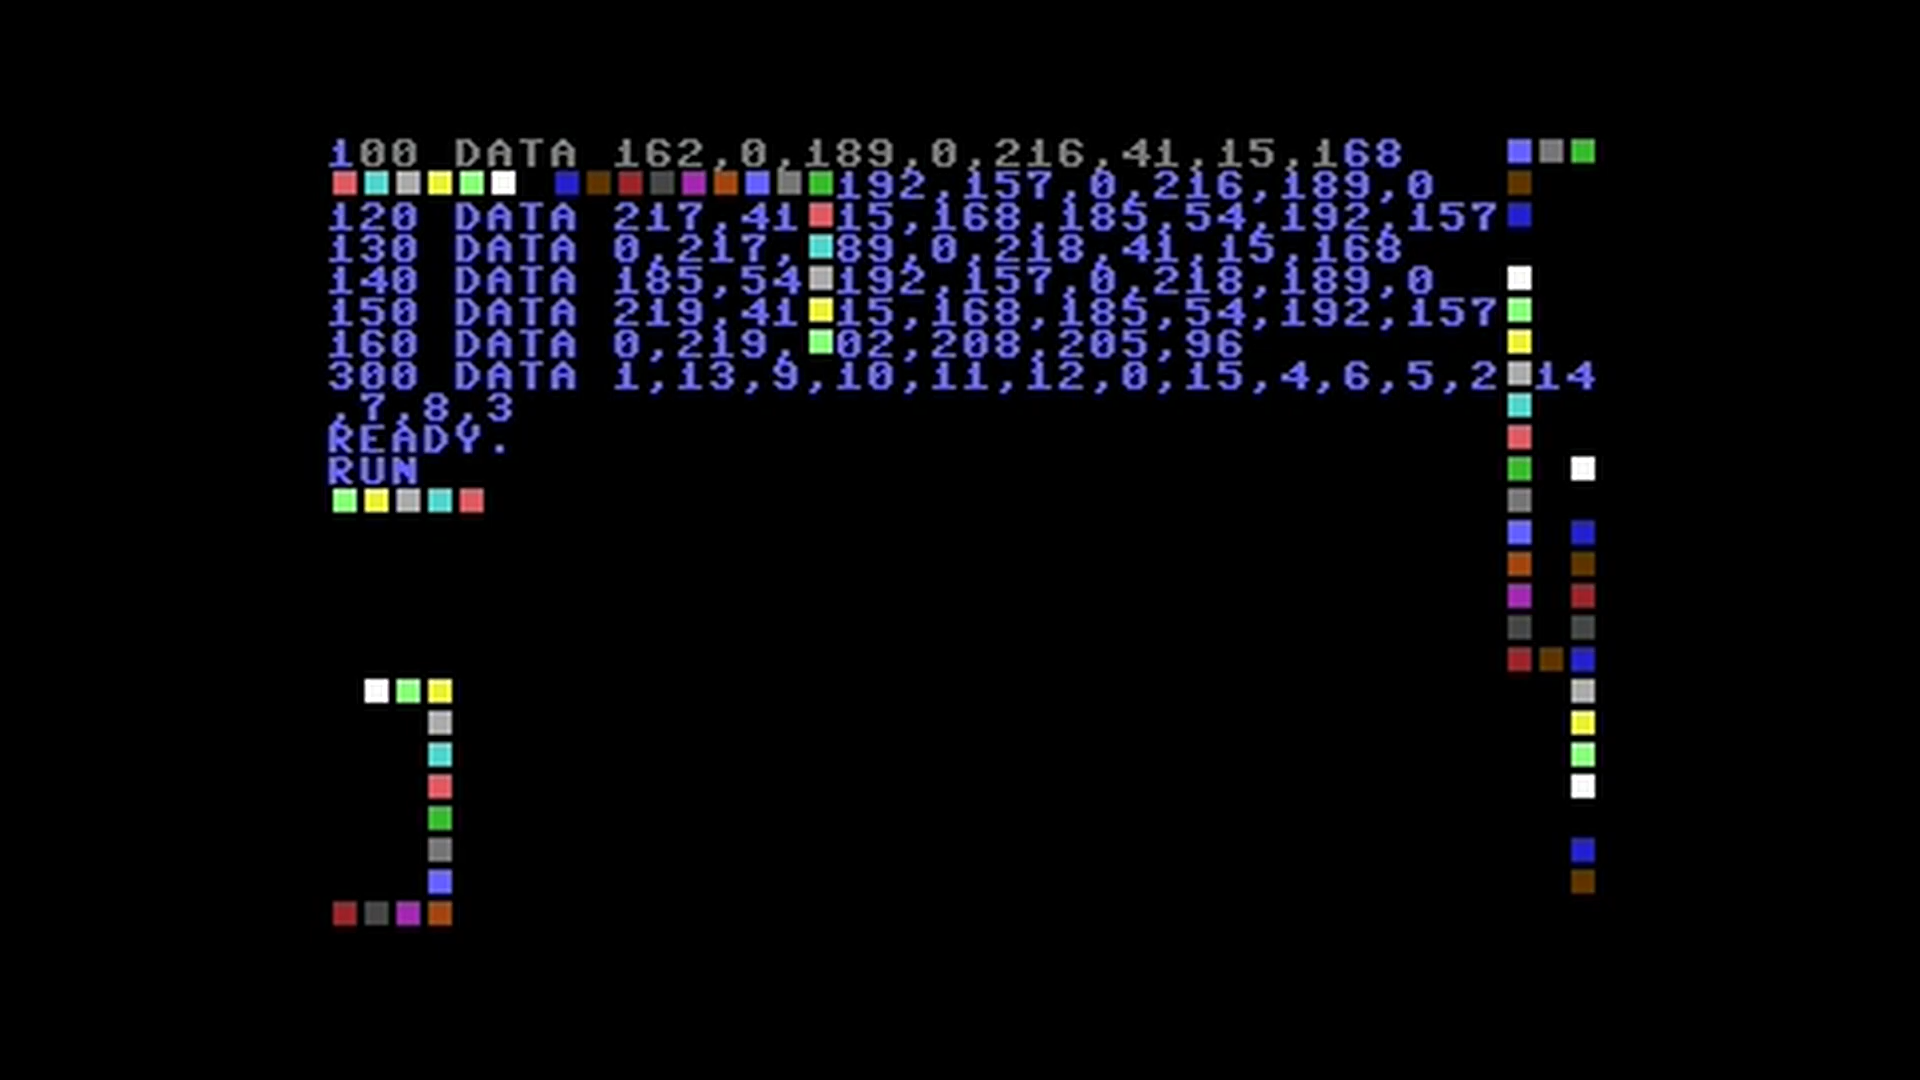 100 DATA 162,0,189,0,216,41,15,168
192,157,0,216,189,0
120 DATA 217,41 15,168,185,54,192,157
130 DATA 0,217, 89,0,218,41,15,168
140 DATA 185,54 192,157,0,218,189,0
150 DATA 219,41 15,168,185,54,192,157
160 DATA 0,219, 02,208,205,96
300 DATA 1,13,9,10,11,12,0,15,4,6,5,2 14
,7,8,3
READY.
RUN